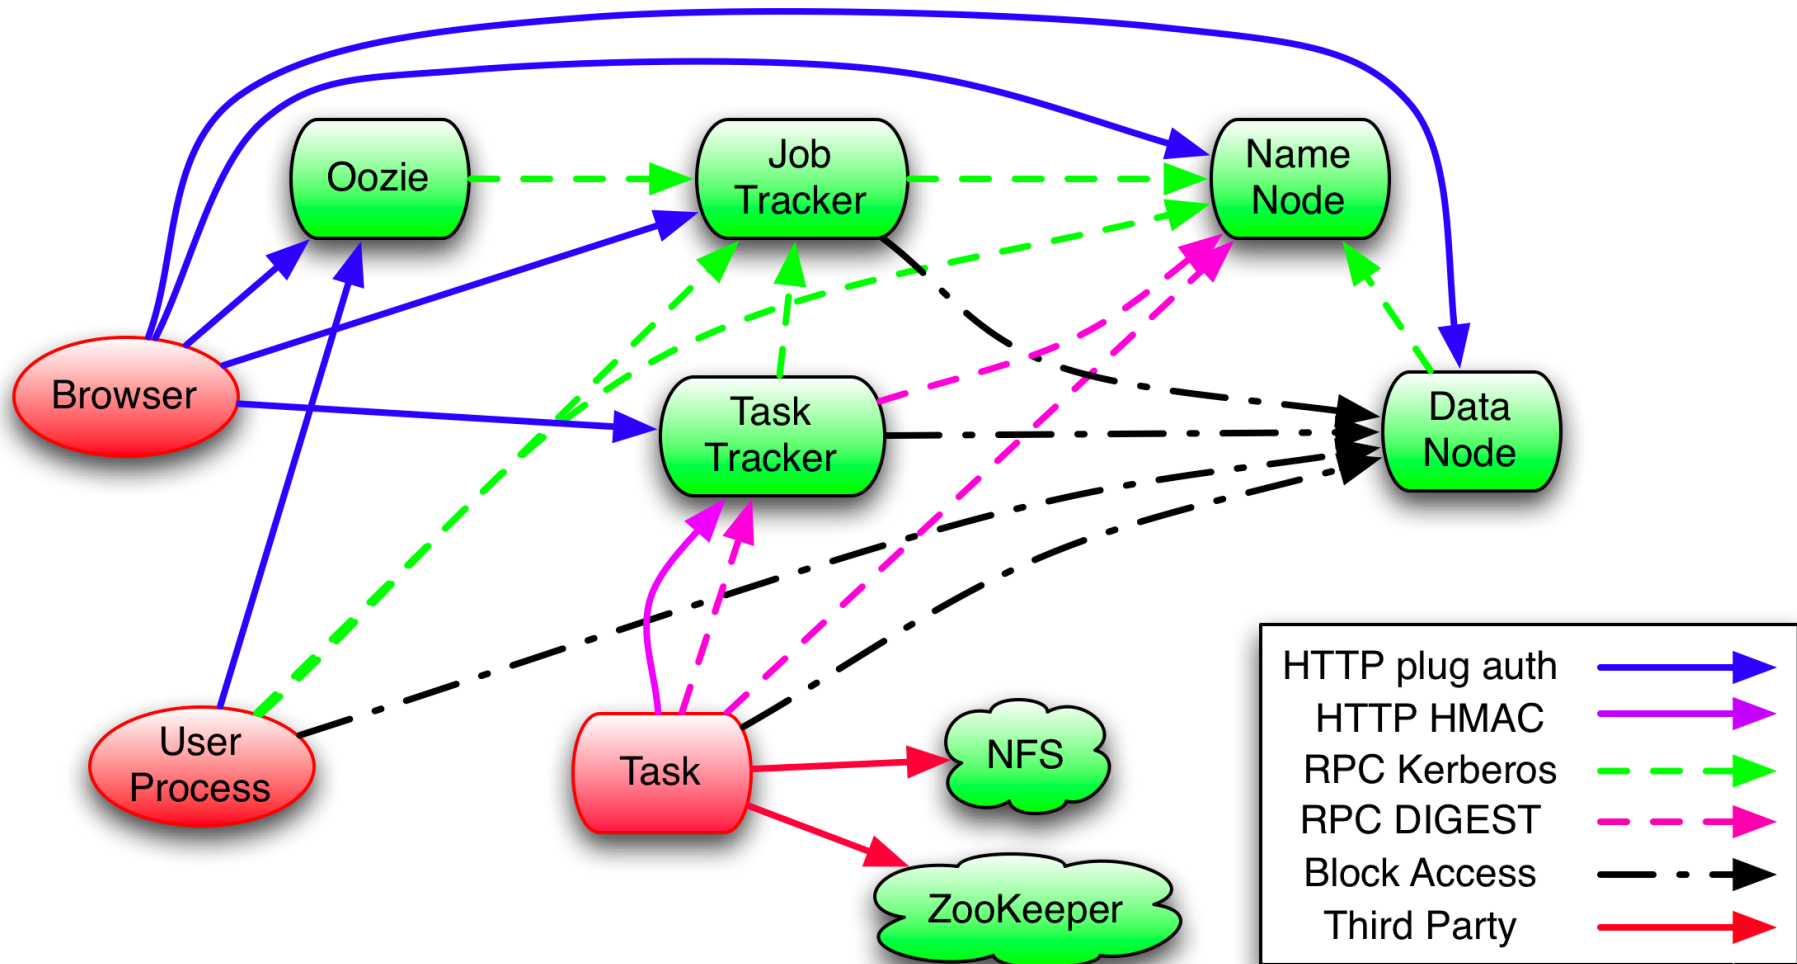 Oozie
Job
Tracker
Name
Node
Browser
Task
Tracker
Data
Node
User
Process
Task
NFS
ZooKeeper
HTTP plug auth
HTTP HMAC
RPC Kerberos
RPC DIGEST
Block Access
Third Party